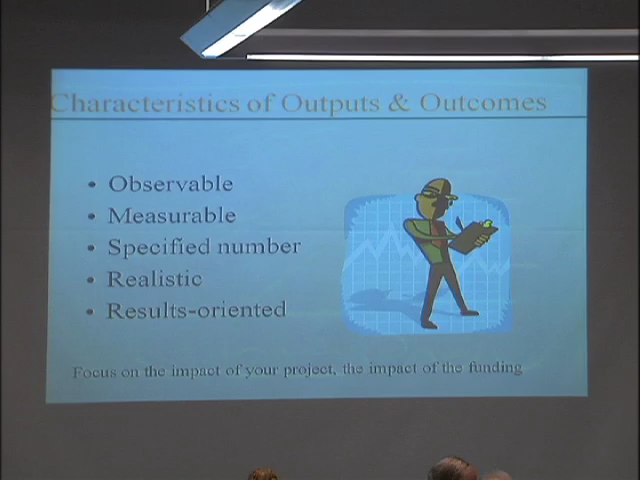 Characteristics of Outputs & Outcomes
• Observable
• Measurable
• Specified number
• Realistic
• Results-oriented
Focus on the impact of your project, the impact of the funding